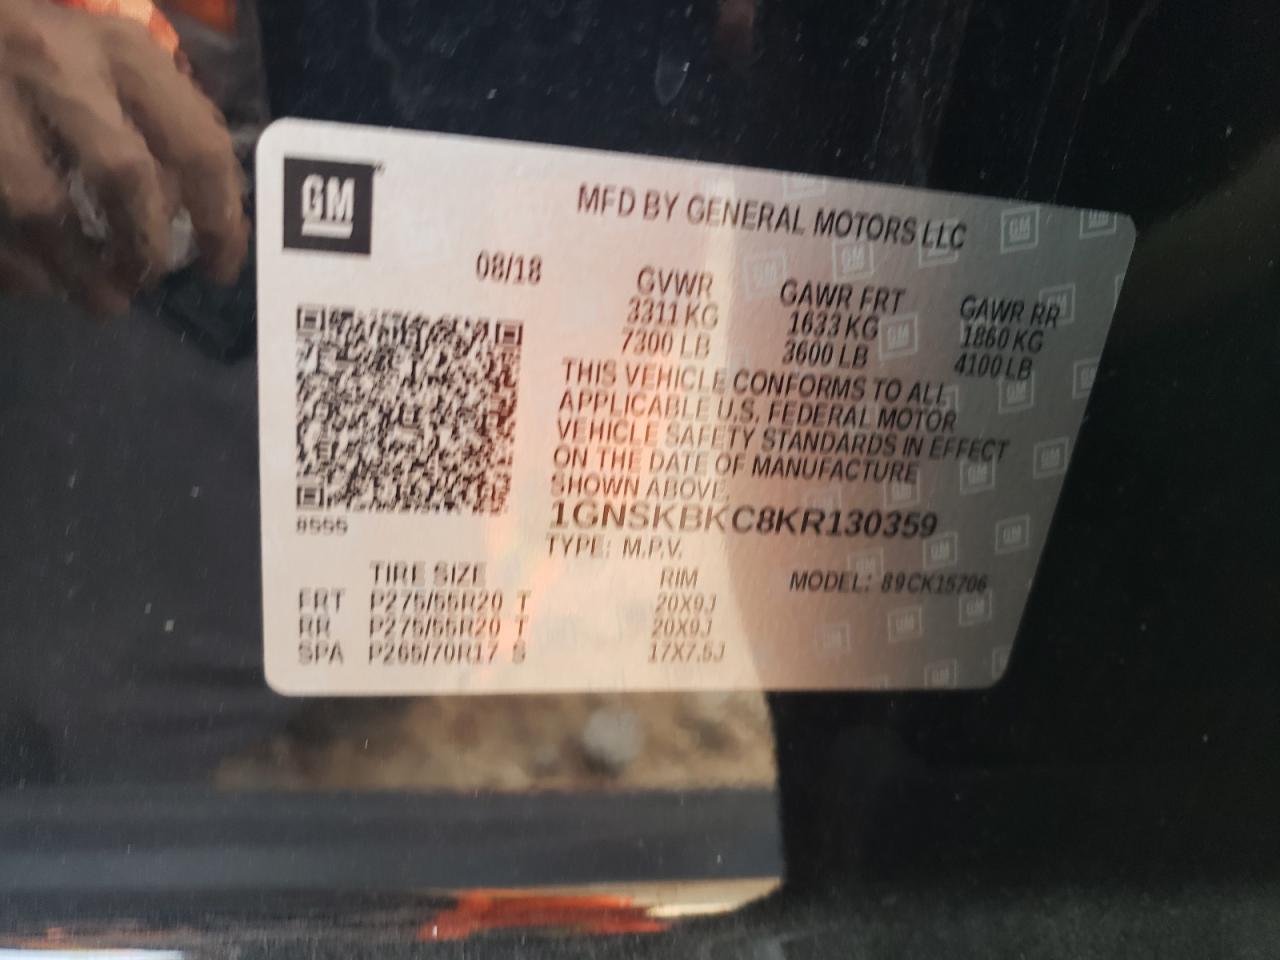 GM
MFD BY GENERAL MOTORS LLC
08/18
GVWR GAWR FRT GAWR RR
3311 KG 1633 KG 1860 KG
7300 LB 3600 LB 4100 LB
THIS VEHICLE CONFORMS TO ALL
APPLICABLE U.S. FEDERAL MOTOR
VEHICLE SAFETY STANDARDS IN EFFECT
ON THE DATE OF MANUFACTURE
SHOWN ABOVE.
8555
1GNSKBKC8KR130359
TYPE: M.P.V.
TIRE SIZE RIM MODEL: 89CK15706
FRT P275/55R20 T 20X9J
RR P275/55R20 T 20X9J
SPA P265/70R17 S 17X7.5J